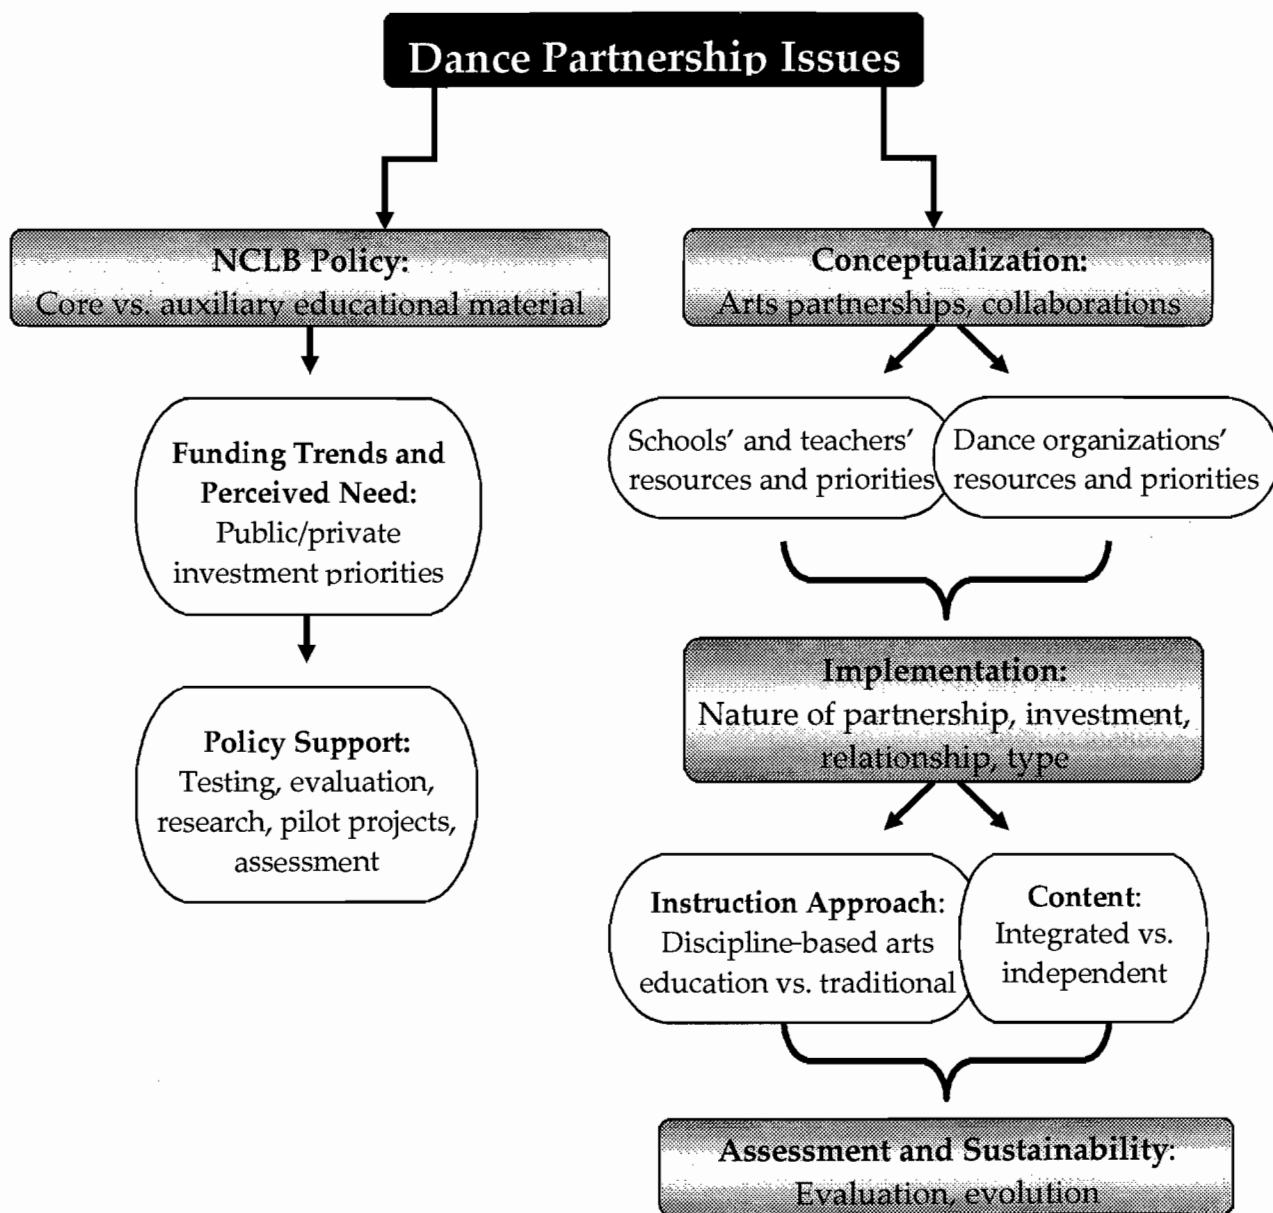 Dance Partnership Issues
NCLB Policy:
Core vs. auxiliary educational material
Funding Trends and
Perceived Need:
Public/private
investment priorities
Policy Support:
Testing, evaluation,
research, pilot projects,
assessment
Conceptualization:
Arts partnerships, collaborations
Schools' and teachers'
resources and priorities
Dance organizations'
resources and priorities
Implementation:
Nature of partnership, investment,
relationship, type
Instruction Approach:
Discipline-based arts
education vs. traditional
Content:
Integrated vs.
independent
Assessment and Sustainability:
Evaluation, evolution